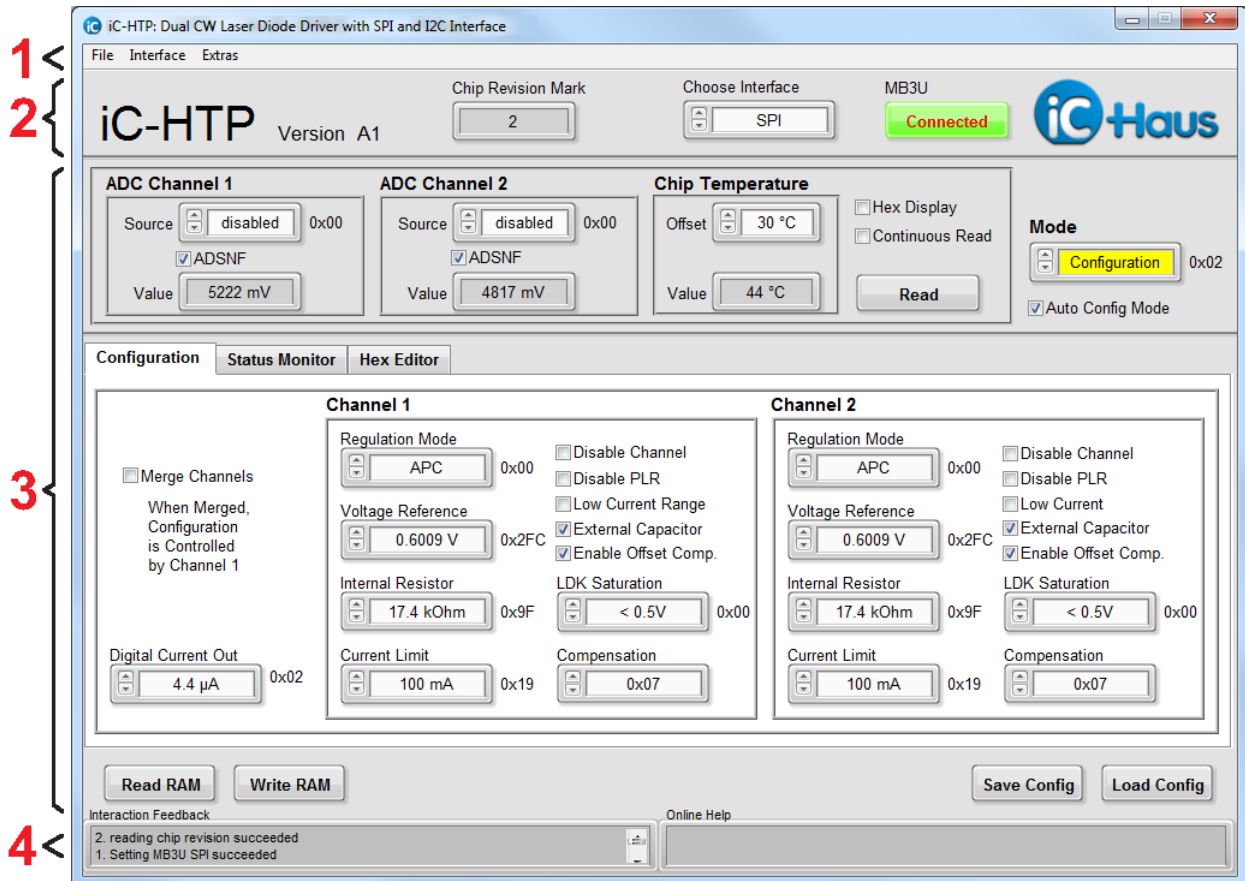 iC-HTP: Dual CW Laser Diode Driver with SPI and I2C Interface
1
File Interface Extras
2
iC-HTP Version A1
Chip Revision Mark
2
Choose Interface
SPI
MB3U
Connected
iC Haus
3
ADC Channel 1
Source disabled 0x00
ADSNF
Value 5222 mV
ADC Channel 2
Source disabled 0x00
ADSNF
Value 4817 mV
Chip Temperature
Offset 30 °C
Value 44 °C
Hex Display
Continuous Read
Read
Mode
Configuration 0x02
Auto Config Mode
Configuration Status Monitor Hex Editor
Merge Channels
When Merged,
Configuration
is Controlled
by Channel 1
Digital Current Out
4.4 µA 0x02
Channel 1
Regulation Mode
APC 0x00
Voltage Reference
0.6009 V 0x2FC
Internal Resistor
17.4 kOhm 0x9F
Current Limit
100 mA 0x19
Disable Channel
Disable PLR
Low Current Range
External Capacitor
Enable Offset Comp.
LDK Saturation
< 0.5V 0x00
Compensation
0x07
Channel 2
Regulation Mode
APC 0x00
Voltage Reference
0.6009 V 0x2FC
Internal Resistor
17.4 kOhm 0x9F
Current Limit
100 mA 0x19
Disable Channel
Disable PLR
Low Current
External Capacitor
Enable Offset Comp.
LDK Saturation
< 0.5V 0x00
Compensation
0x07
Read RAM Write RAM Save Config Load Config
4
Interaction Feedback
2. reading chip revision succeeded
1. Setting MB3U SPI succeeded
Online Help